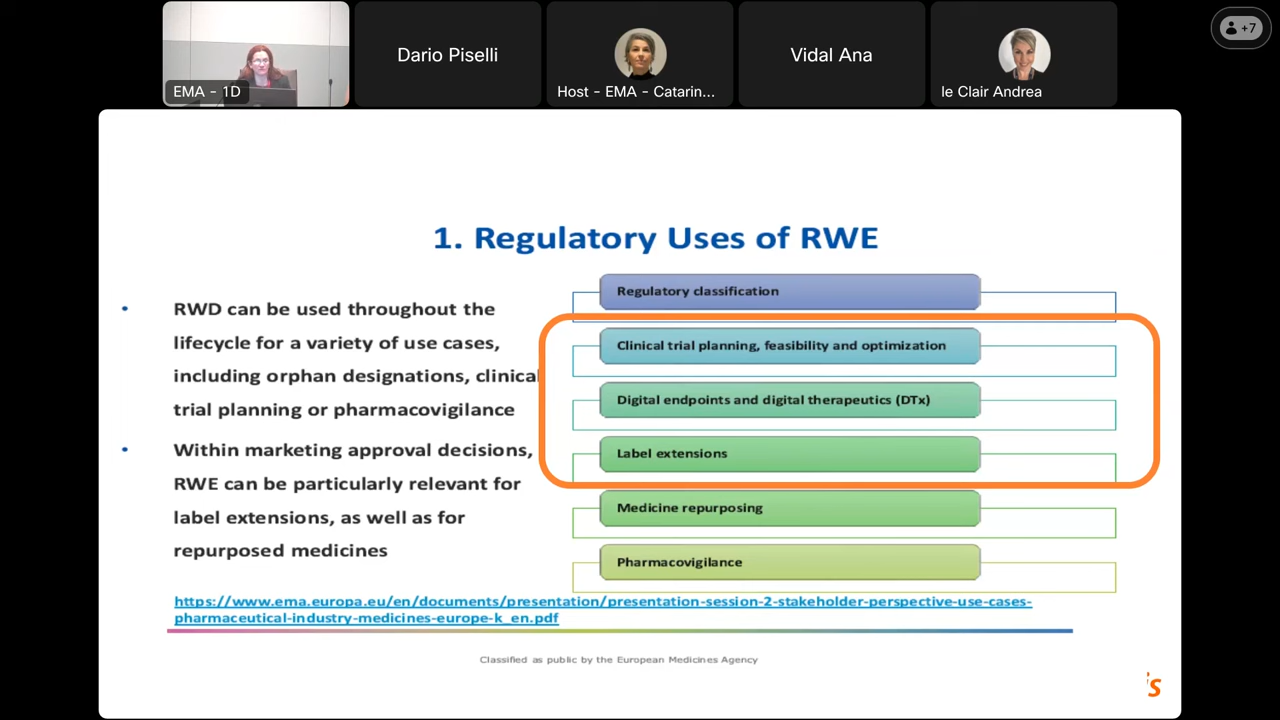 EMA - 1D
Dario Piselli
Host - EMA - Catarin...
Vidal Ana
le Clair Andrea
+7
1. Regulatory Uses of RWE
• RWD can be used throughout the
lifecycle for a variety of use cases,
including orphan designations, clinical
trial planning or pharmacovigilance
• Within marketing approval decisions,
RWE can be particularly relevant for
label extensions, as well as for
repurposed medicines
Regulatory classification
Clinical trial planning, feasibility and optimization
Digital endpoints and digital therapeutics (DTx)
Label extensions
Medicine repurposing
Pharmacovigilance
https://www.ema.europa.eu/en/documents/presentation/presentation-session-2-stakeholder-perspective-use-cases-
pharmaceutical-industry-medicines-europe-k_en.pdf
Classified as public by the European Medicines Agency